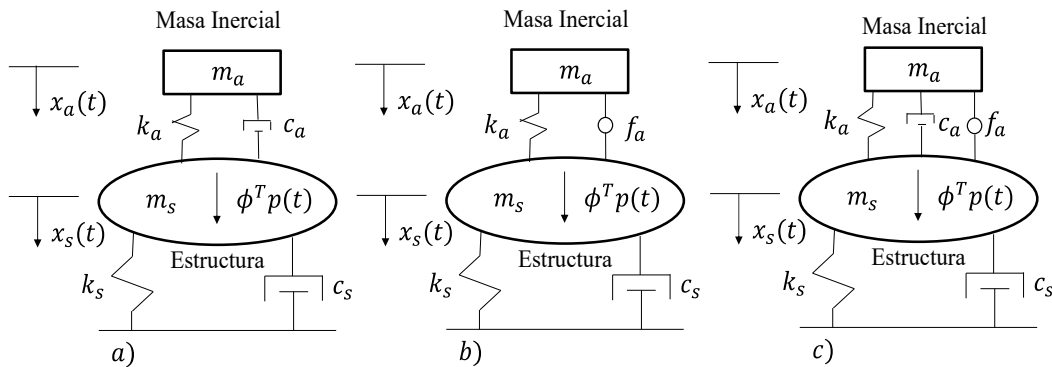 Masa Inercial
m_a
x_a(t)
k_a
c_a
m_s
ϕ^T p(t)
x_s(t)
Estructura
k_s
c_s
a)
Masa Inercial
m_a
x_a(t)
k_a
f_a
m_s
ϕ^T p(t)
x_s(t)
Estructura
k_s
c_s
b)
Masa Inercial
m_a
x_a(t)
k_a
c_a
f_a
m_s
ϕ^T p(t)
x_s(t)
Estructura
k_s
c_s
c)